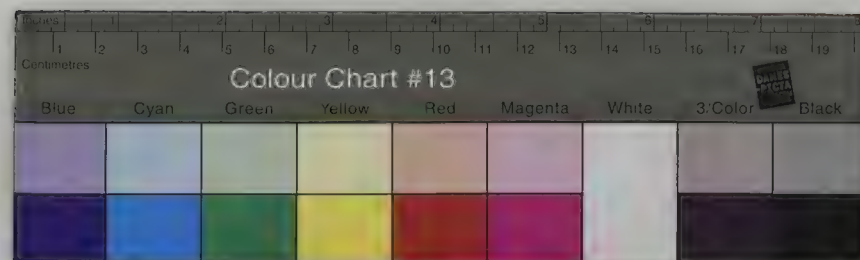 Inches 1 2 3 4 5 6 7
1 2 3 4 5 6 7 8 9 10 11 12 13 14 15 16 17 18 19
Centimetres
Colour Chart #13
DANES
-PICTA
Blue Cyan Green Yellow Red Magenta White 3/Color Black